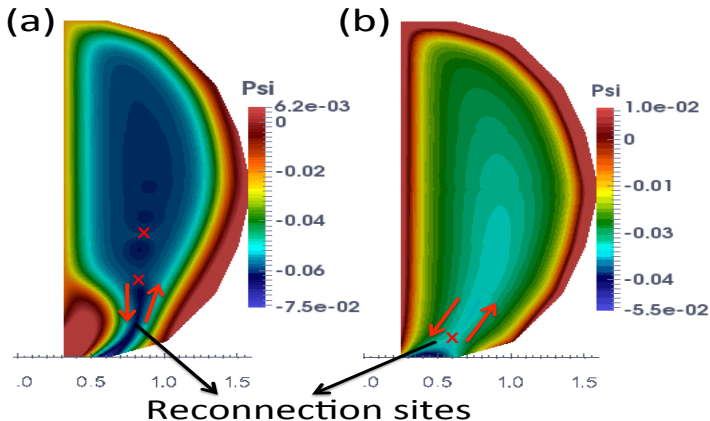 (a)
(b)
Psi
6.2e-03
0
-0.02
-0.04
-0.06
-7.5e-02
Psi
1.0e-02
0
-0.01
-0.03
-0.04
-5.5e-02
.0 0.5 1.0 1.5
.0 0.5 1.0 1.5
Reconnection sites